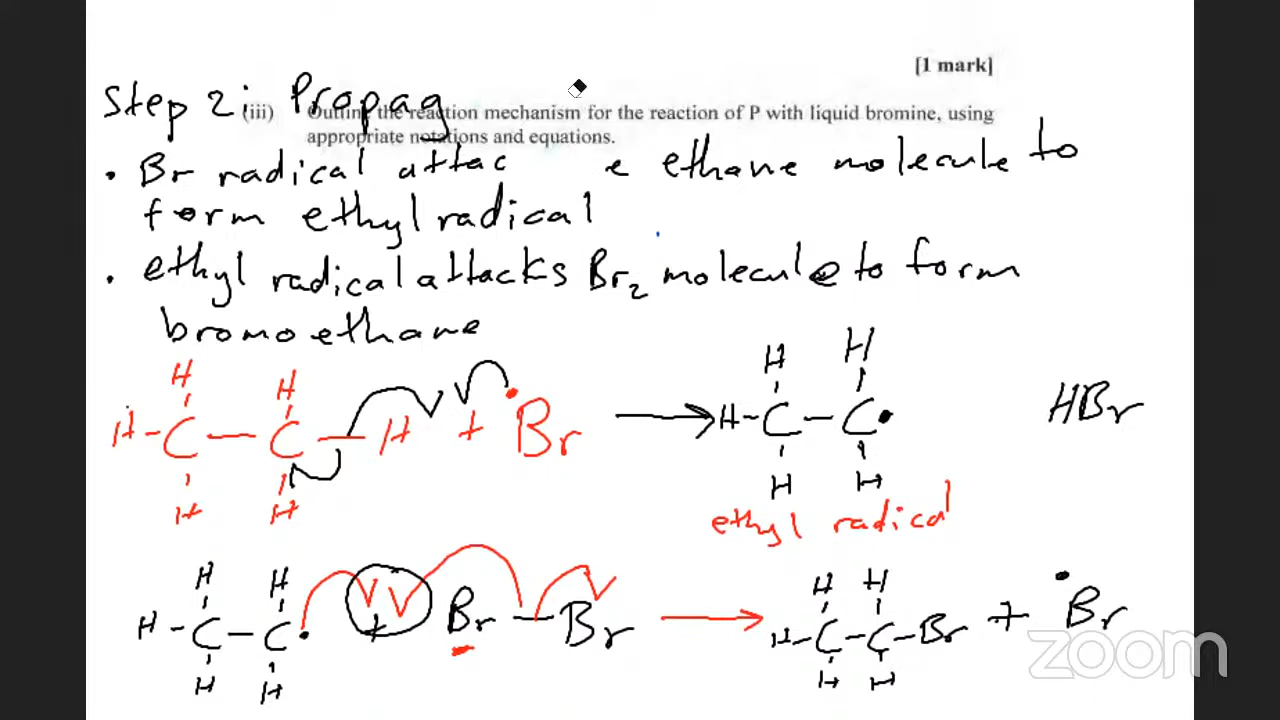 [1 mark]
Step 2: Propag
(iii) Outline the reaction mechanism for the reaction of P with liquid bromine, using
appropriate notations and equations.
• Br radical attac e ethane molecule to
form ethyl radical
• ethyl radical attacks Br2 molecule to form
bromoethane
H H H H
H - C - C - H + •Br → H - C - C• HBr
H H H H
ethyl radical
H H H H
H - C - C• + Br - Br → H - C - C - Br + •Br
H H H H
zoom